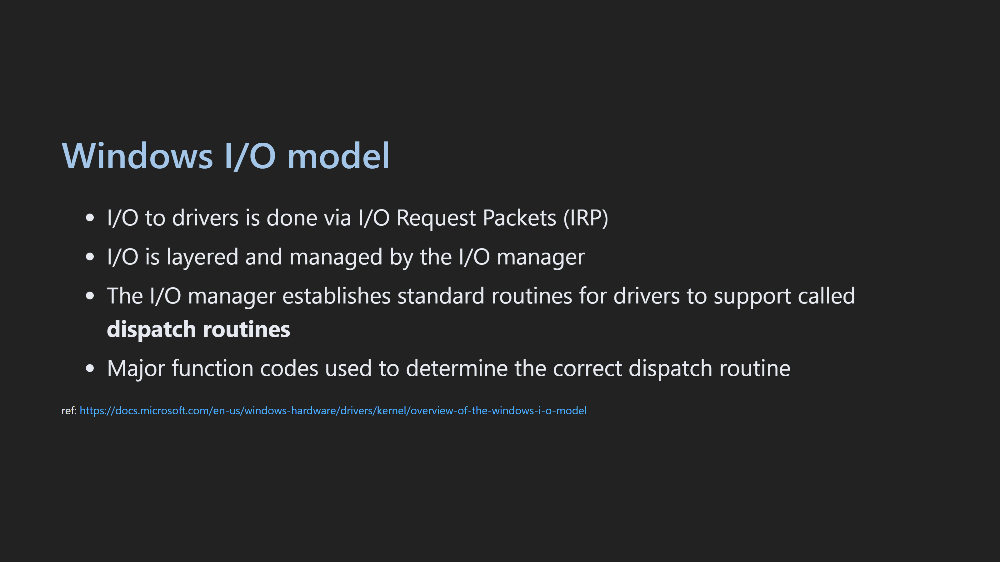 Windows I/O model
• I/O to drivers is done via I/O Request Packets (IRP)
• I/O is layered and managed by the I/O manager
• The I/O manager establishes standard routines for drivers to support called
dispatch routines
• Major function codes used to determine the correct dispatch routine
ref: https://docs.microsoft.com/en-us/windows-hardware/drivers/kernel/overview-of-the-windows-i-o-model